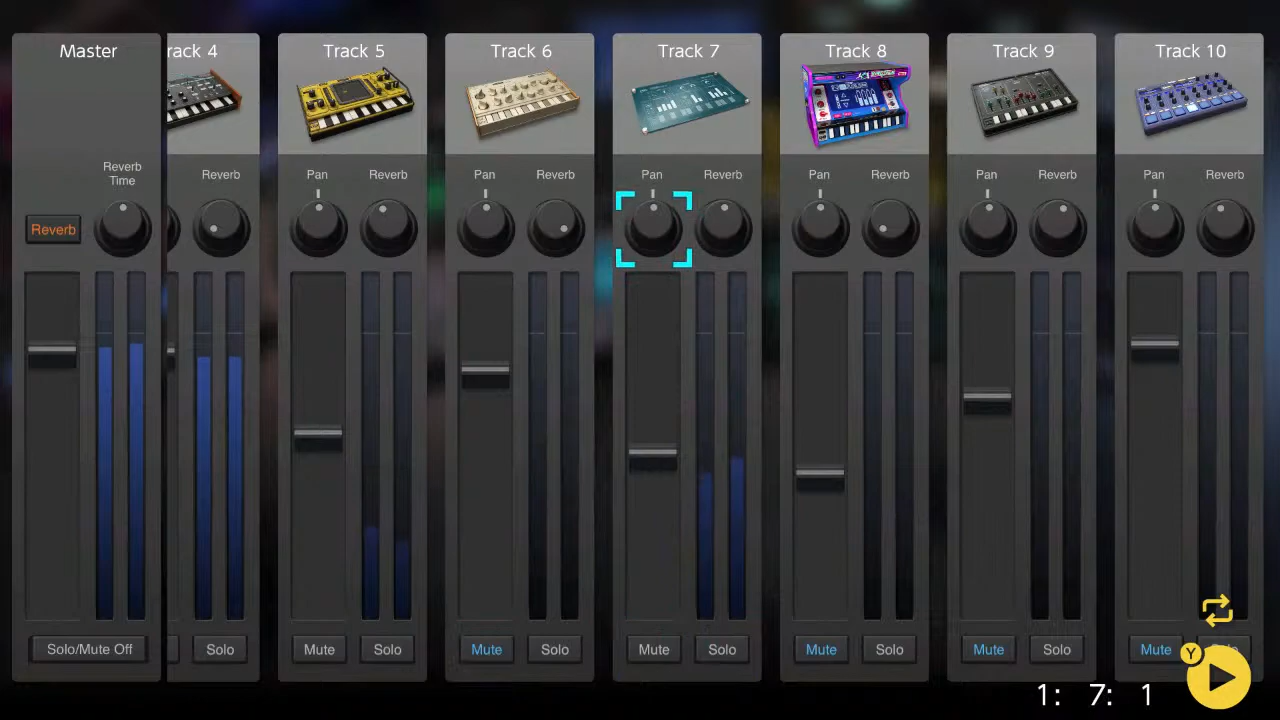 Master
rack 4
Track 5
Track 6
Track 7
Track 8
Track 9
Track 10
Reverb
Time
Reverb
Pan
Reverb
Pan
Reverb
Pan
Reverb
Pan
Reverb
Pan
Reverb
Pan
Reverb
Reverb
Solo/Mute Off
Solo
Mute
Solo
Mute
Solo
Mute
Solo
Mute
Solo
Mute
Solo
Mute
Y
1: 7: 1